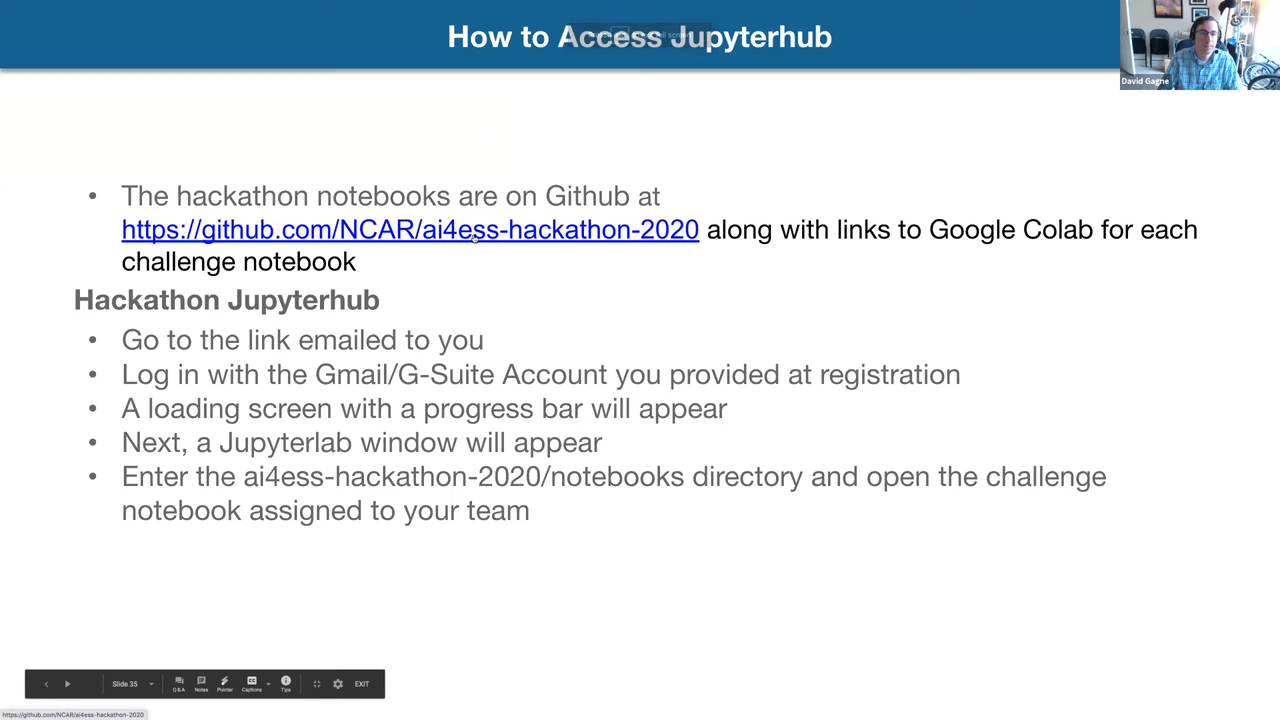 How to Access Jupyterhub
David Gagne
• The hackathon notebooks are on Github at
https://github.com/NCAR/ai4ess-hackathon-2020 along with links to Google Colab for each
challenge notebook
Hackathon Jupyterhub
• Go to the link emailed to you
• Log in with the Gmail/G-Suite Account you provided at registration
• A loading screen with a progress bar will appear
• Next, a Jupyterlab window will appear
• Enter the ai4ess-hackathon-2020/notebooks directory and open the challenge
notebook assigned to your team
Slide 35 Q&A Notes Pointer Captions Tips EXIT
https://github.com/NCAR/ai4ess-hackathon-2020